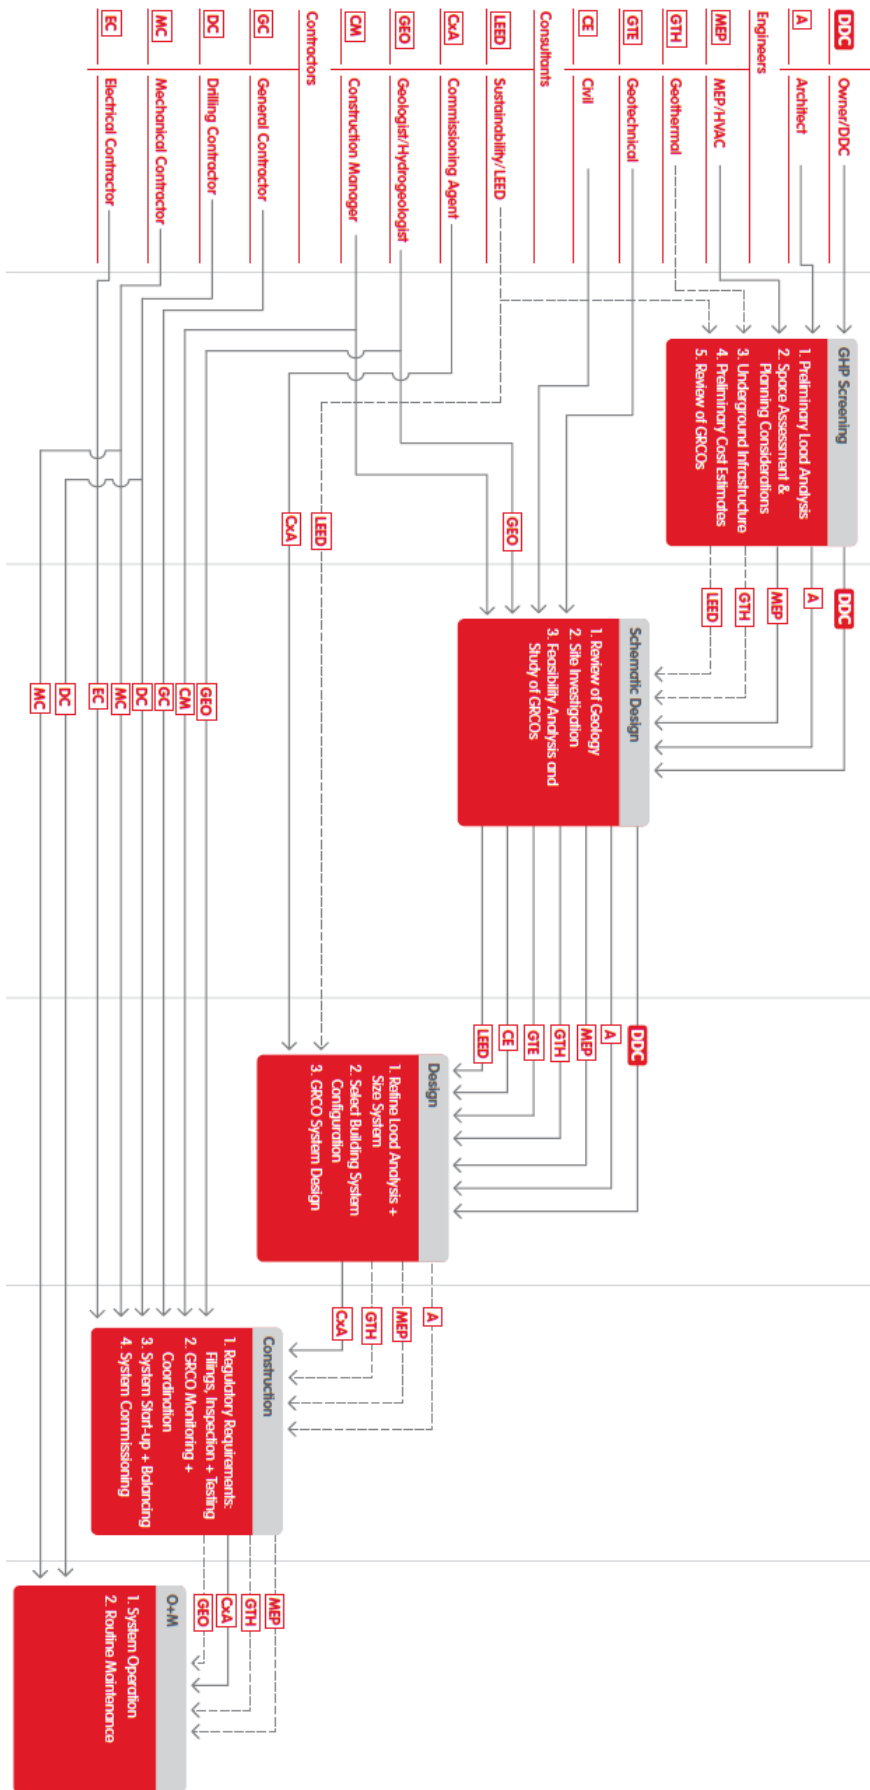 DDC Owner/DDC
A Architect
Engineers
MEP MEP/HVAC
GTH Geothermal
GTE Geotechnical
CE Civil
Consultants
LEED Sustainability/LEED
CxA Commissioning Agent
GEO Geologist/Hydrogeologist
CM Construction Manager
Contractors
GC General Contractor
DC Drilling Contractor
MC Mechanical Contractor
EC Electrical Contractor
GHP Screening
1. Preliminary Load Analysis
2. Space Assessment &
Planning Considerations
3. Underground Infrastructure
4. Preliminary Cost Estimates
5. Review of GRCOs
DDC
A
MEP
GTH
LEED
GEO
LEED
CxA
Schematic Design
1. Review of Geology
2. Site Investigation
3. Feasibility Analysis and
Study of GRCOs
GEO
CM
GC
DC
MC
EC
DC
MC
DDC
A
MEP
GTH
GTE
CE
LEED
Design
1. Refine Load Analysis +
Size System
2. Select Building System
Configuration
3. GRCO System Design
A
MEP
GTH
CxA
Construction
1. Regulatory Requirements:
Filings, Inspection + Testing
2. GRCO Monitoring +
Coordination
3. System Start-up + Balancing
4. System Commissioning
MEP
GTH
CxA
GEO
O+M
1. System Operation
2. Routine Maintenance